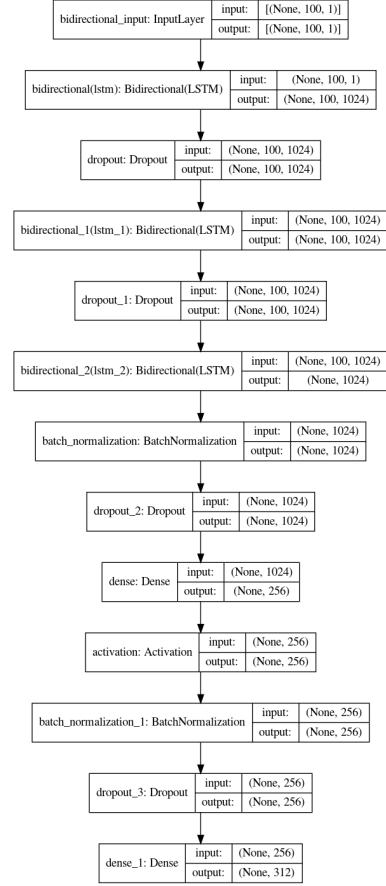 bidirectional_input: InputLayer
input: [(None, 100, 1)]
output: [(None, 100, 1)]
bidirectional(lstm): Bidirectional(LSTM)
input: (None, 100, 1)
output: (None, 100, 1024)
dropout: Dropout
input: (None, 100, 1024)
output: (None, 100, 1024)
bidirectional_1(lstm_1): Bidirectional(LSTM)
input: (None, 100, 1024)
output: (None, 100, 1024)
dropout_1: Dropout
input: (None, 100, 1024)
output: (None, 100, 1024)
bidirectional_2(lstm_2): Bidirectional(LSTM)
input: (None, 100, 1024)
output: (None, 1024)
batch_normalization: BatchNormalization
input: (None, 1024)
output: (None, 1024)
dropout_2: Dropout
input: (None, 1024)
output: (None, 1024)
dense: Dense
input: (None, 1024)
output: (None, 256)
activation: Activation
input: (None, 256)
output: (None, 256)
batch_normalization_1: BatchNormalization
input: (None, 256)
output: (None, 256)
dropout_3: Dropout
input: (None, 256)
output: (None, 256)
dense_1: Dense
input: (None, 256)
output: (None, 312)